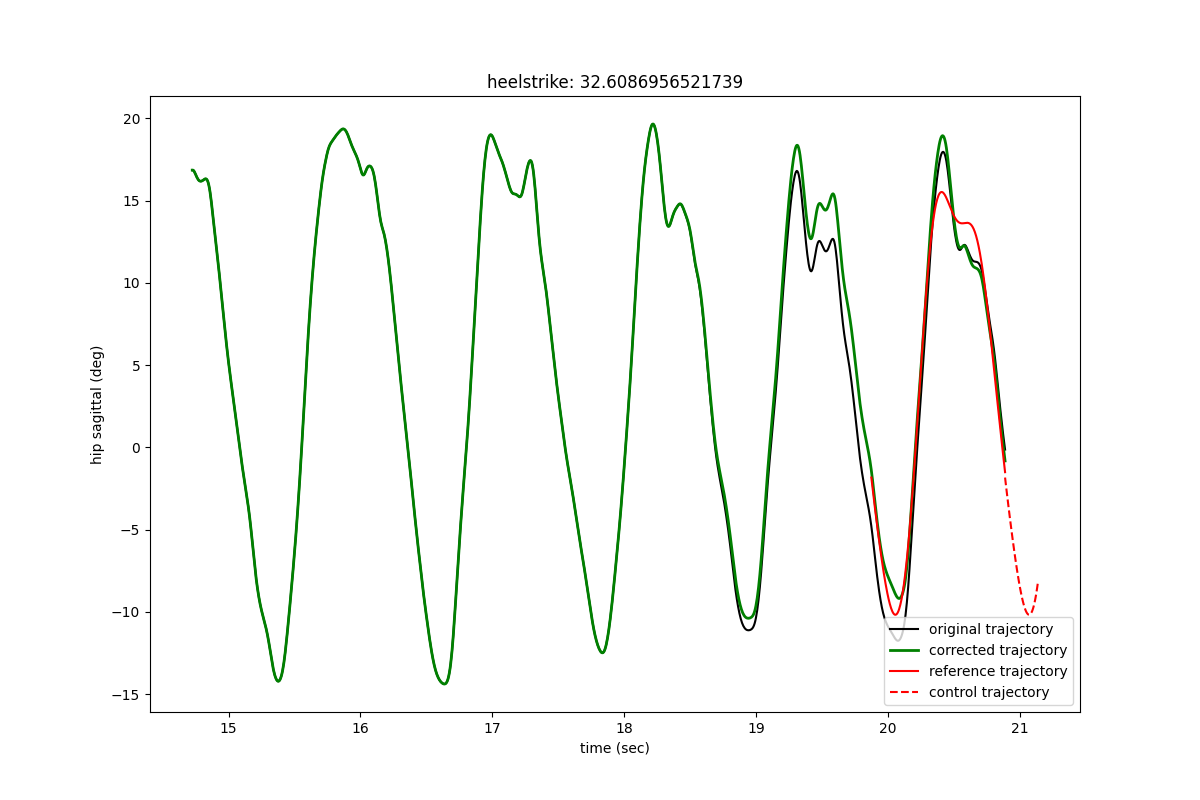 heelstrike: 32.6086956521739
20
15
10
5
0
−5
−10
−15
hip sagittal (deg)
15
16
17
18
19
20
21
time (sec)
original trajectory
corrected trajectory
reference trajectory
control trajectory